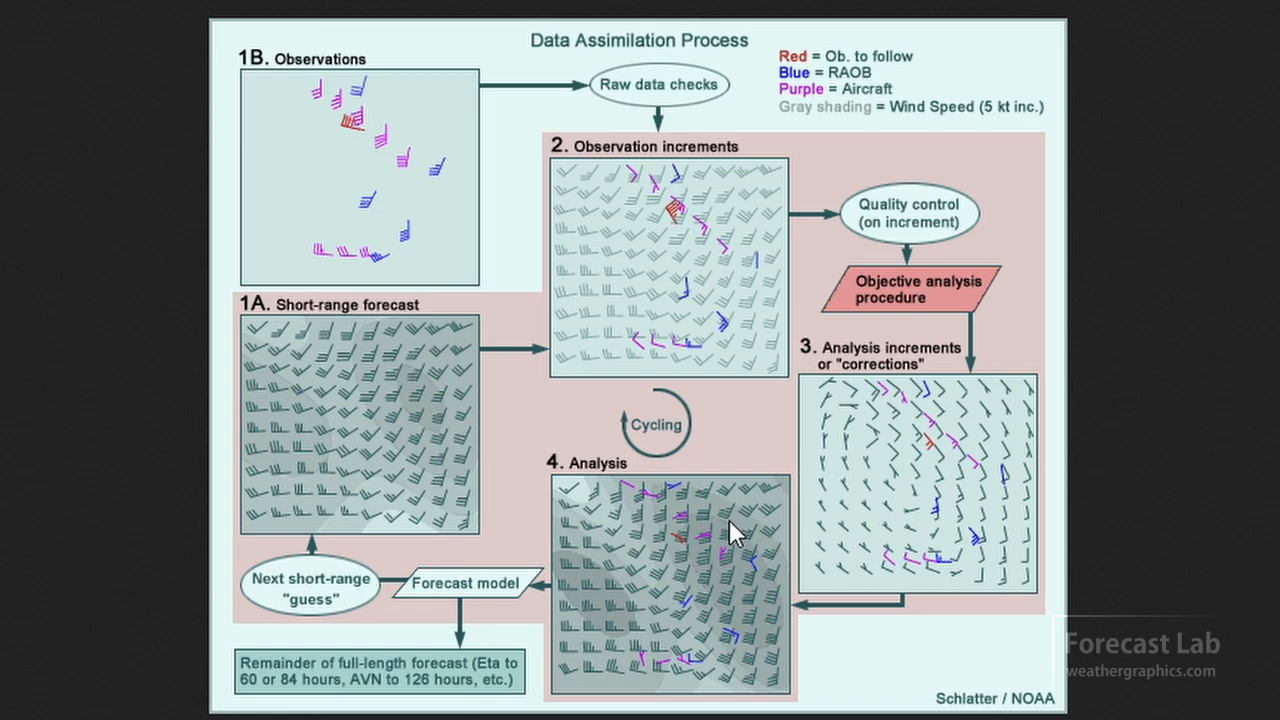 Data Assimilation Process
1B. Observations
Raw data checks
Red = Ob. to follow
Blue = RAOB
Purple = Aircraft
Gray shading = Wind Speed (5 kt inc.)
2. Observation increments
Quality control
(on increment)
Objective analysis
procedure
1A. Short-range forecast
3. Analysis increments
or "corrections"
Cycling
4. Analysis
Next short-range
"guess"
Forecast model
Remainder of full-length forecast (Eta to
60 or 84 hours, AVN to 126 hours, etc.)
Forecast Lab
weathergraphics.com
Schlatter / NOAA